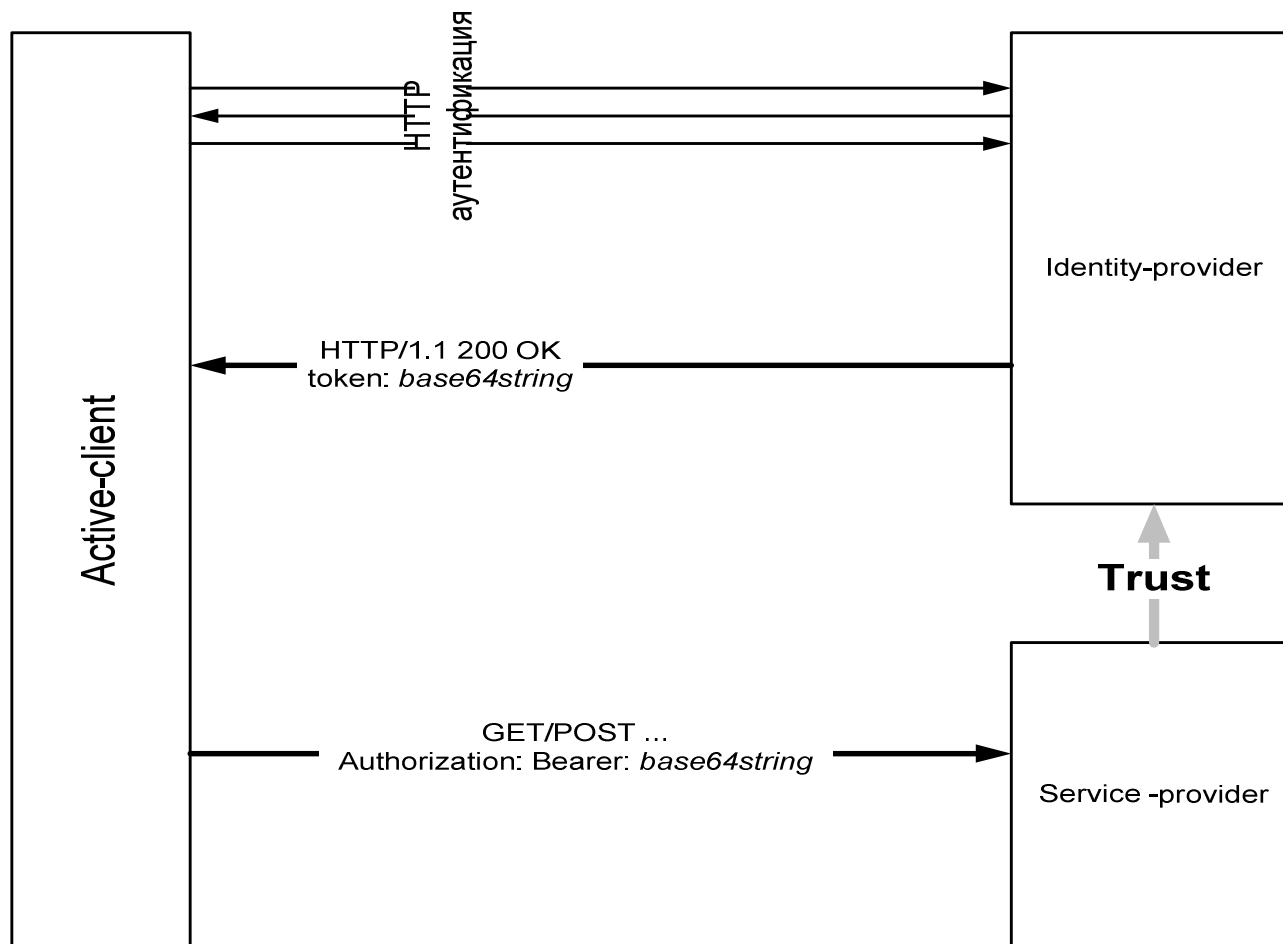 HTTP
аутентификация
Identity-provider
HTTP/1.1 200 OK
token: base64string
Active-client
Trust
GET/POST ...
Authorization: Bearer: base64string
Service -provider